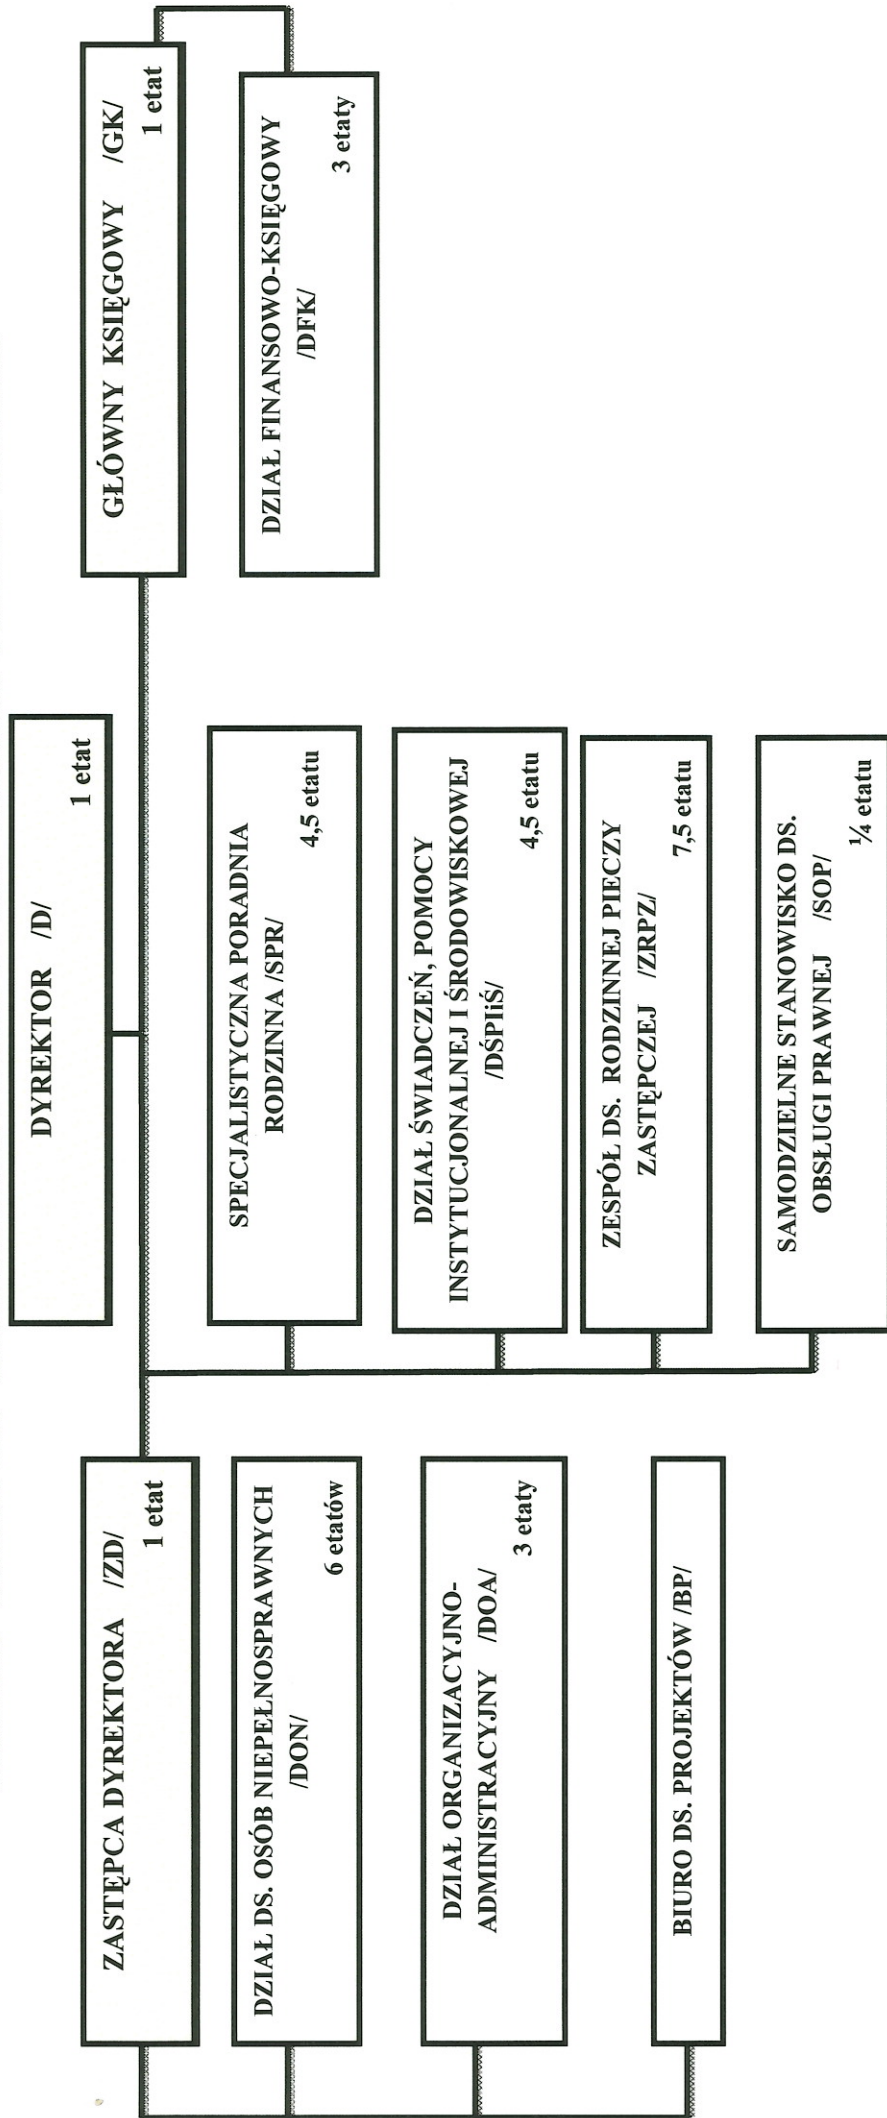 DYREKTOR /D/
1 etat
ZASTĘPCA DYREKTORA /ZD/
1 etat
DZIAŁ DS. OSÓB NIEPEŁNOSPRAWNYCH
/DON/
6 etatów
DZIAŁ ORGANIZACYJNO-
ADMINISTRACYJNY /DOA/
3 etaty
BIURO DS. PROJEKTÓW /BP/
SPECJALISTYCZNA PORADNIA
RODZINNA /SPR/
4,5 etatu
DZIAŁ ŚWIADCZEŃ, POMOCY
INSTYTUCJONALNEJ I ŚRODOWISKOWEJ
/DŚPIiŚ/
4,5 etatu
ZESPÓŁ DS. RODZINNEJ PIECZY
ZASTĘPCZEJ /ZRPZ/
7,5 etatu
SAMODZIELNE STANOWISKO DS.
OBSŁUGI PRAWNEJ /SOP/
¼ etatu
GŁÓWNY KSIĘGOWY /GK/
1 etat
DZIAŁ FINANSOWO-KSIĘGOWY
/DFK/
3 etaty